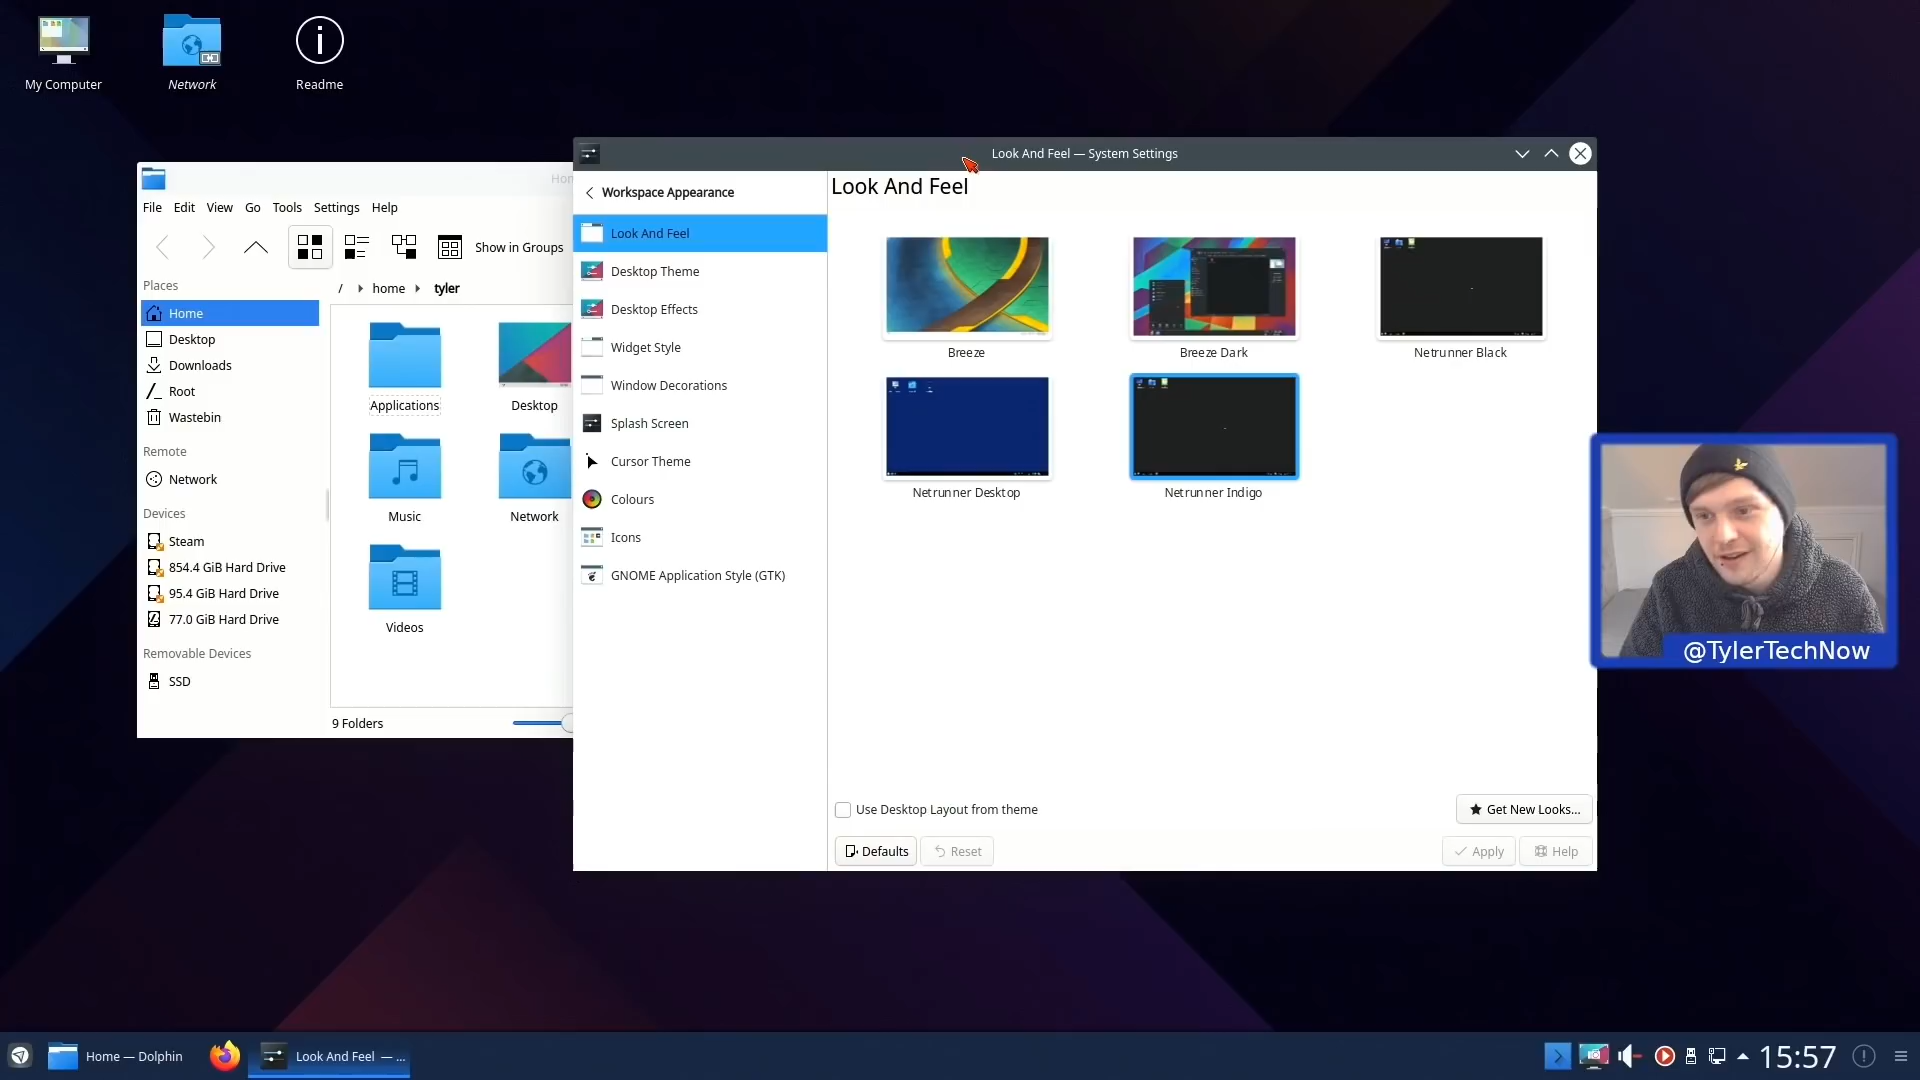 My Computer
Network
Readme
Look And Feel — System Settings
Hom
File Edit View Go Tools Settings Help
Show in Groups
/ home tyler
Places
Home
Desktop
Downloads
Root
Wastebin
Remote
Network
Devices
Steam
854.4 GiB Hard Drive
95.4 GiB Hard Drive
77.0 GiB Hard Drive
Removable Devices
SSD
Applications
Desktop
Music
Network
Videos
9 Folders
Workspace Appearance
Look And Feel
Desktop Theme
Desktop Effects
Widget Style
Window Decorations
Splash Screen
Cursor Theme
Colours
Icons
GNOME Application Style (GTK)
Look And Feel
Breeze
Breeze Dark
Netrunner Black
Netrunner Desktop
Netrunner Indigo
Use Desktop Layout from theme
Get New Looks...
Defaults
Reset
Apply
Help
@TylerTechNow
Home — Dolphin
Look And Feel — ...
15:57